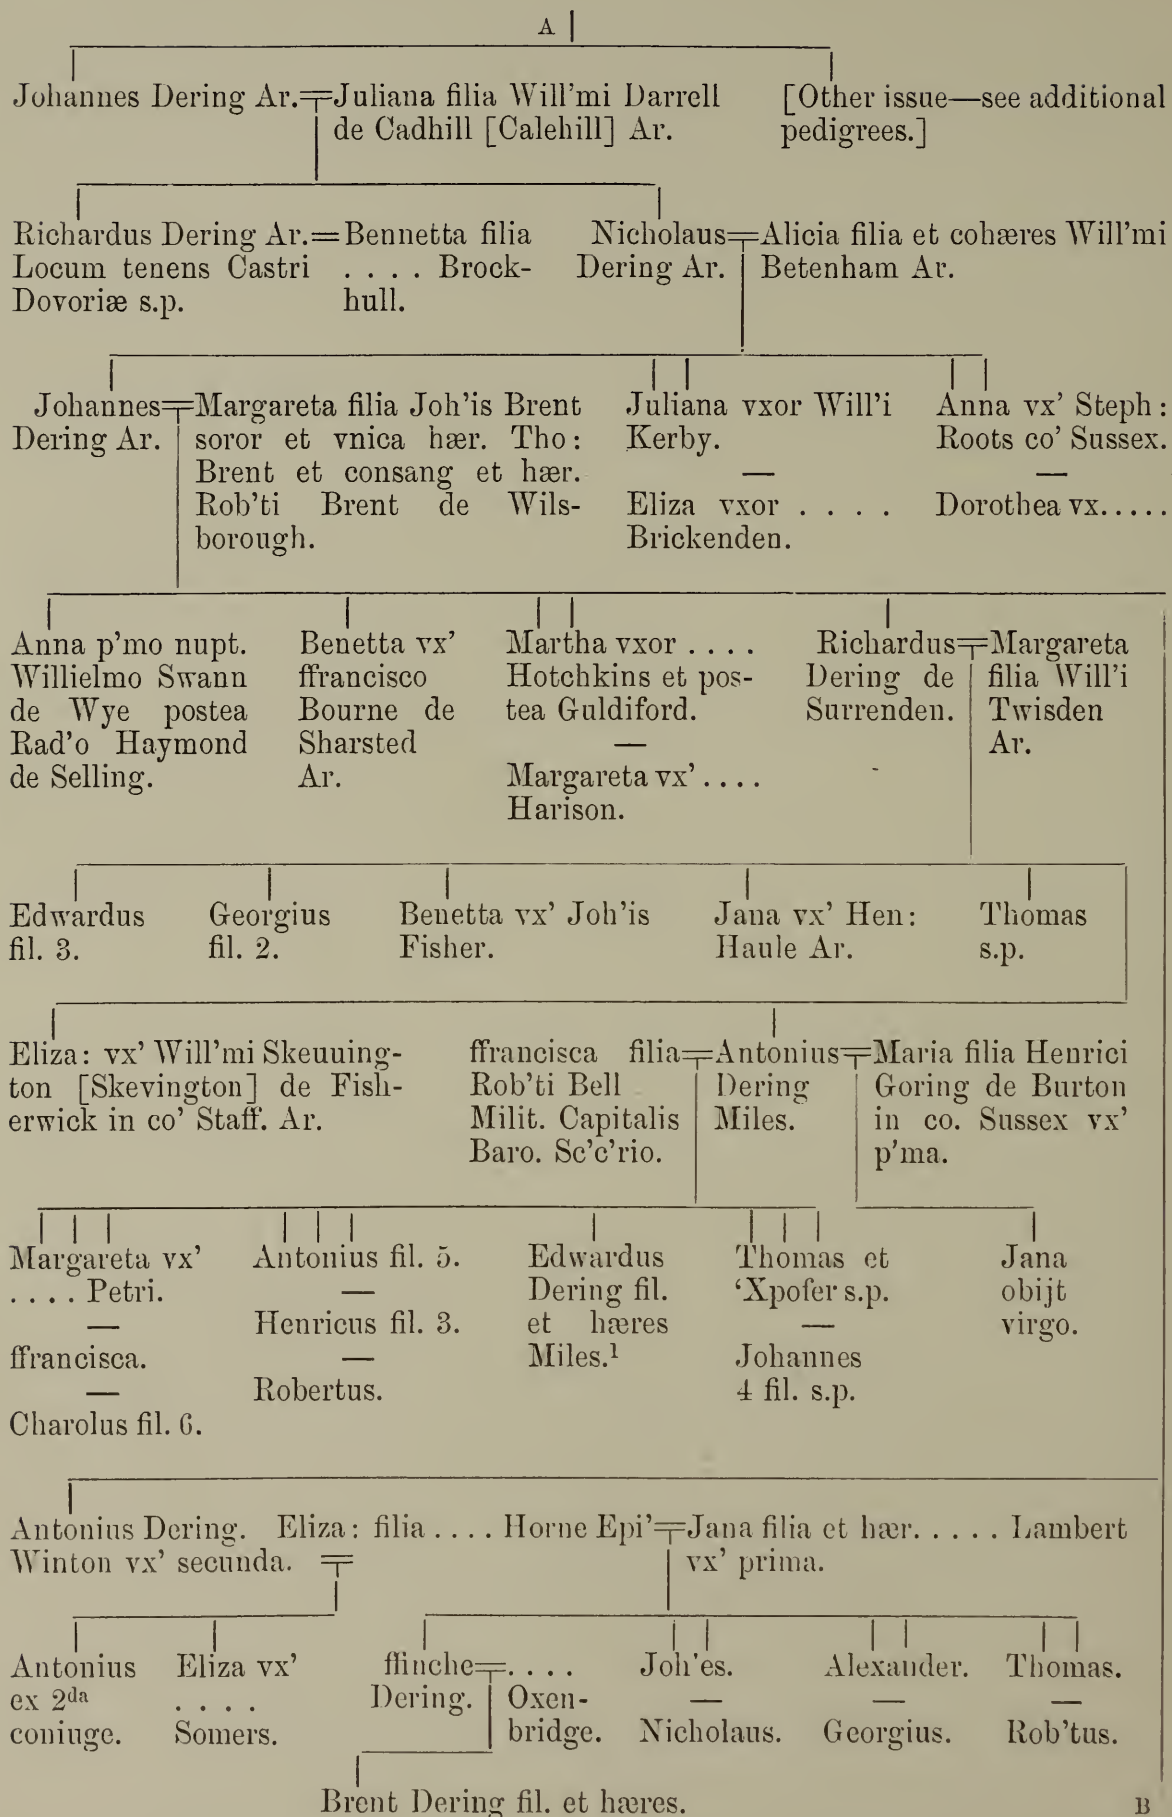 A
Johannes Dering Ar.=Juliana filia Will'mi Darrell
de Cadhill [Calehill] Ar.
[Other issue—see additional
pedigrees.]
Richardus Dering Ar.=Bennetta filia
Locum tenens Castri
Dovoriæ s.p.
. . . . Brock-
hull.
Nicholaus=Alicia filia et cohæres Will'mi
Dering Ar.
Betenham Ar.
Johannes=Margareta filia Joh'is Brent
Dering Ar.
soror et vnica hær. Tho:
Brent et consang et hær.
Rob'ti Brent de Wils-
borough.
Juliana vxor Will'i
Kerby.
—
Eliza vxor . . . .
Brickenden.
Anna vx' Steph:
Roots co' Sussex.
—
Dorothea vx.....
Anna p'mo nupt.
Willielmo Swann
de Wye postea
Rad'o Haymond
de Selling.
Benetta vx'
ffrancisco
Bourne de
Sharsted
Ar.
Martha vxor . . . .
Hotchkins et pos-
tea Guldiford.
—
Margareta vx' . . . .
Harison.
Richardus=Margareta
Dering de
Surrenden.
filia Will'i
Twisden
Ar.
Edwardus
fil. 3.
Georgius
fil. 2.
Benetta vx' Joh'is
Fisher.
Jana vx' Hen:
Haule Ar.
Thomas
s.p.
Eliza: vx' Will'mi Skeuuing-
ton [Skevington] de Fish-
erwick in co' Staff. Ar.
ffrancisca filia=Antonius=Maria filia Henrici
Rob'ti Bell
Milit. Capitalis
Baro. Sc'c'rio.
Dering
Miles.
Goring de Burton
in co. Sussex vx'
p'ma.
Margareta vx'
. . . . Petri.
—
ffrancisca.
—
Charolus fil. 6.
Antonius fil. 5.
—
Henricus fil. 3.
—
Robertus.
Edwardus
Dering fil.
et hæres
Miles.¹
Thomas et
‘Xpofer s.p.
—
Johannes
4 fil. s.p.
Jana
obijt
virgo.
Antonius Dering. Eliza: filia . . . . Horne Epi'=Jana filia et hær. . . . . Lambert
Winton vx' secunda.
vx' prima.
Antonius
ex 2da
coniuge.
Eliza vx'
. . . .
Somers.
ffinche=. . . .
Dering.
Oxen-
bridge.
Joh'es.
—
Nicholaus.
Alexander.
—
Georgius.
Thomas.
—
Rob'tus.
Brent Dering fil. et hæres.
B